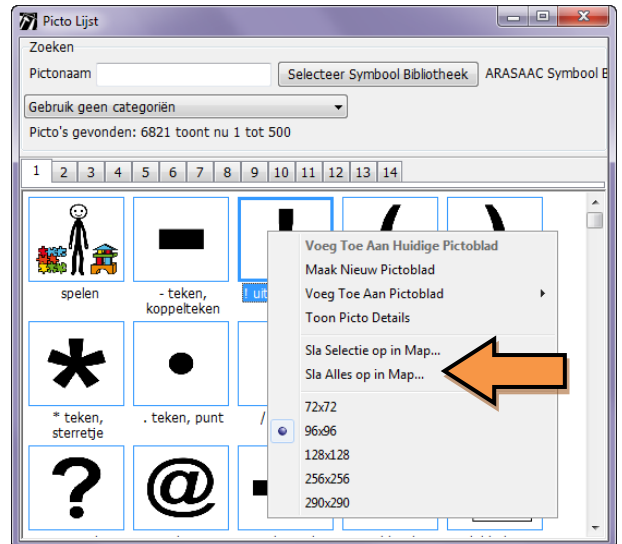 Picto Lijst
Zoeken
Pictonaam
Selecteer Symbool Bibliotheek
ARASAAC Symbool B
Gebruik geen categoriën
Picto's gevonden: 6821 toont nu 1 tot 500
1 2 3 4 5 6 7 8 9 10 11 12 13 14
- ! ( )
spelen
- teken,
koppelteken
! uit
* •
* teken,
sterretje
. teken, punt
/
? @
Voeg Toe Aan Huidige Pictoblad
Maak Nieuw Pictoblad
Voeg Toe Aan Pictoblad
Toon Picto Details
Sla Selectie op in Map...
Sla Alles op in Map...
72x72
96x96
128x128
256x256
290x290